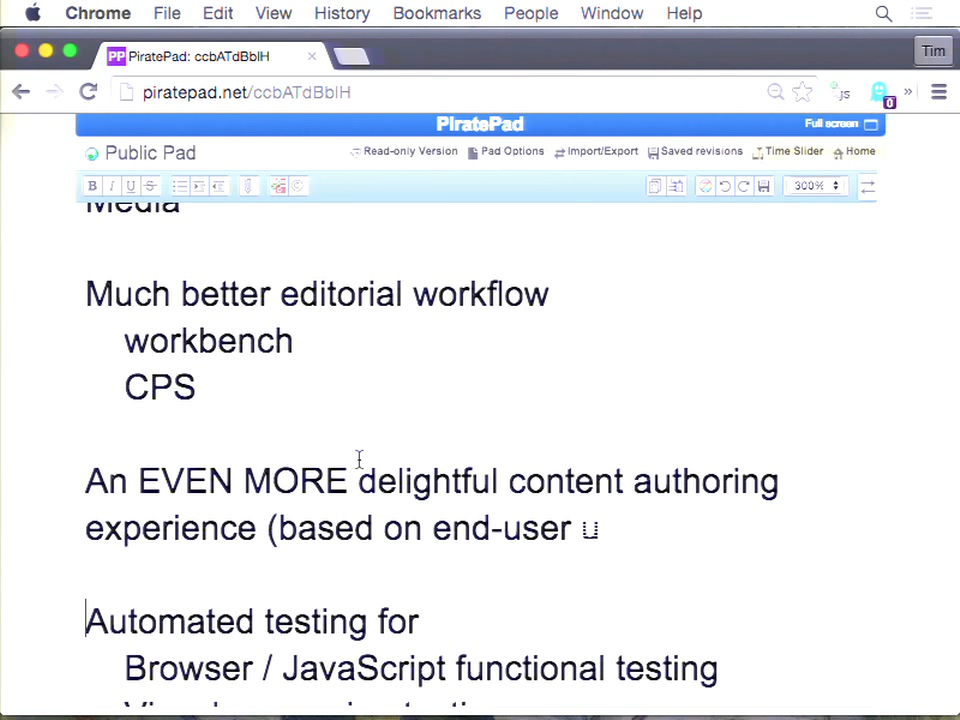 Chrome File Edit View History Bookmarks People Window Help
PP PiratePad: ccbATdBblH × Tim
piratepad.net/ccbATdBblH js 0 »
PiratePad Full screen
Public Pad Read-only Version Pad Options Import/Export Saved revisions Time Slider Home
B I U S 300%
Media
Much better editorial workflow
workbench
CPS
An EVEN MORE delightful content authoring
experience (based on end-user u
Automated testing for
Browser / JavaScript functional testing